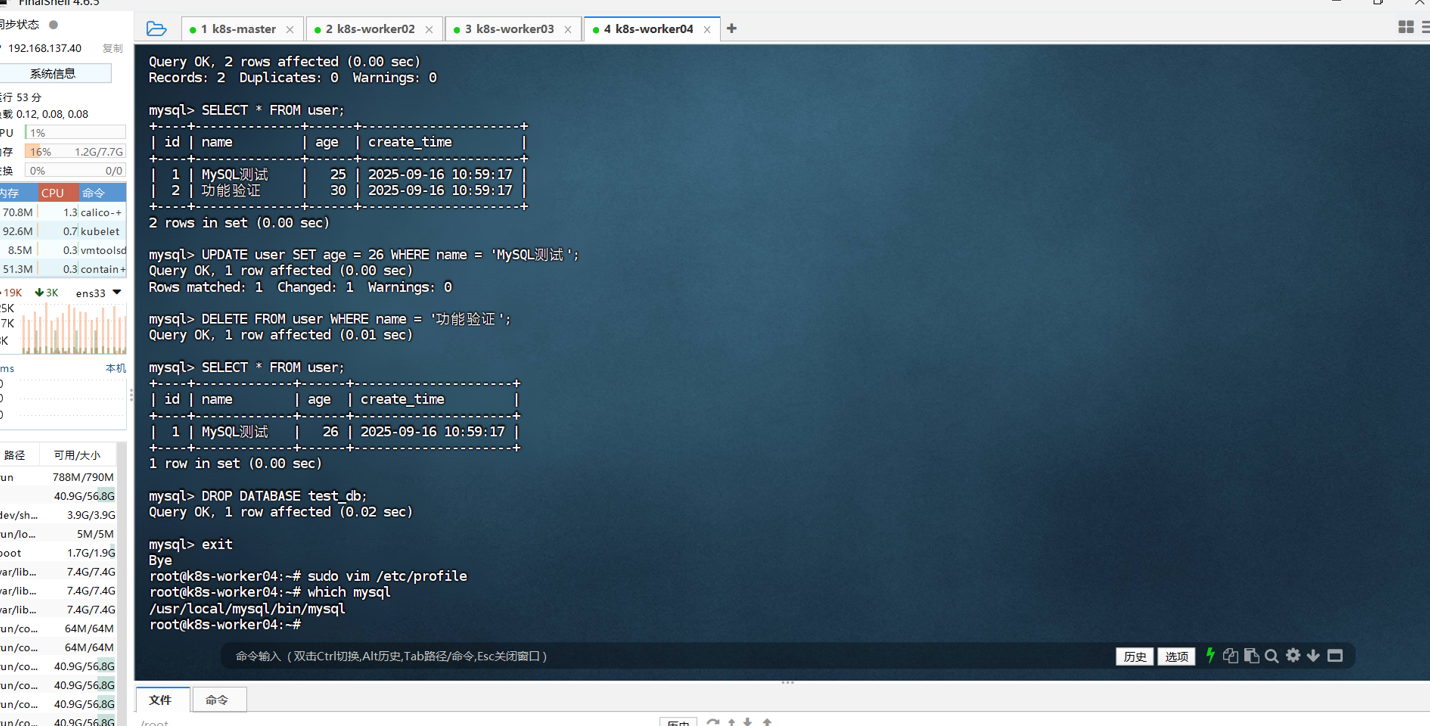 FinalShell 4.6.5
同步状态
192.168.137.40 复制
系统信息
运行 53 分
负载 0.12, 0.08, 0.08
CPU 1%
内存 16% 1.2G/7.7G
交换 0% 0/0
内存 CPU 命令
70.8M 1.3 calico-+
92.6M 0.7 kubelet
8.5M 0.3 vmtoolsd
51.3M 0.3 contain+
19K 3K ens33
25K
17K
8K
ms 本机
0
0
0
路径 可用/大小
run 788M/790M
40.9G/56.8G
dev/sh... 3.9G/3.9G
run/lo... 5M/5M
boot 1.7G/1.9G
var/lib... 7.4G/7.4G
var/lib... 7.4G/7.4G
var/lib... 7.4G/7.4G
run/co... 64M/64M
run/co... 64M/64M
run/co... 40.9G/56.8G
run/co... 40.9G/56.8G
run/co... 40.9G/56.8G
run/co... 40.9G/56.8G
1 k8s-master
2 k8s-worker02
3 k8s-worker03
4 k8s-worker04
Query OK, 2 rows affected (0.00 sec)
Records: 2  Duplicates: 0  Warnings: 0
mysql> SELECT * FROM user;
+----+--------------+------+---------------------+
| id | name         | age  | create_time         |
+----+--------------+------+---------------------+
|  1 | MySQL测试    |   25 | 2025-09-16 10:59:17 |
|  2 | 功能验证     |   30 | 2025-09-16 10:59:17 |
+----+--------------+------+---------------------+
2 rows in set (0.00 sec)
mysql> UPDATE user SET age = 26 WHERE name = 'MySQL测试';
Query OK, 1 row affected (0.00 sec)
Rows matched: 1  Changed: 1  Warnings: 0
mysql> DELETE FROM user WHERE name = '功能验证';
Query OK, 1 row affected (0.01 sec)
mysql> SELECT * FROM user;
+----+-------------+------+---------------------+
| id | name        | age  | create_time         |
+----+-------------+------+---------------------+
|  1 | MySQL测试   |   26 | 2025-09-16 10:59:17 |
+----+-------------+------+---------------------+
1 row in set (0.00 sec)
mysql> DROP DATABASE test_db;
Query OK, 1 row affected (0.02 sec)
mysql> exit
Bye
root@k8s-worker04:~# sudo vim /etc/profile
root@k8s-worker04:~# which mysql
/usr/local/mysql/bin/mysql
root@k8s-worker04:~#
命令输入 (双击Ctrl切换,Alt历史,Tab路径/命令,Esc关闭窗口)
历史 选项
文件 命令
/root 历史